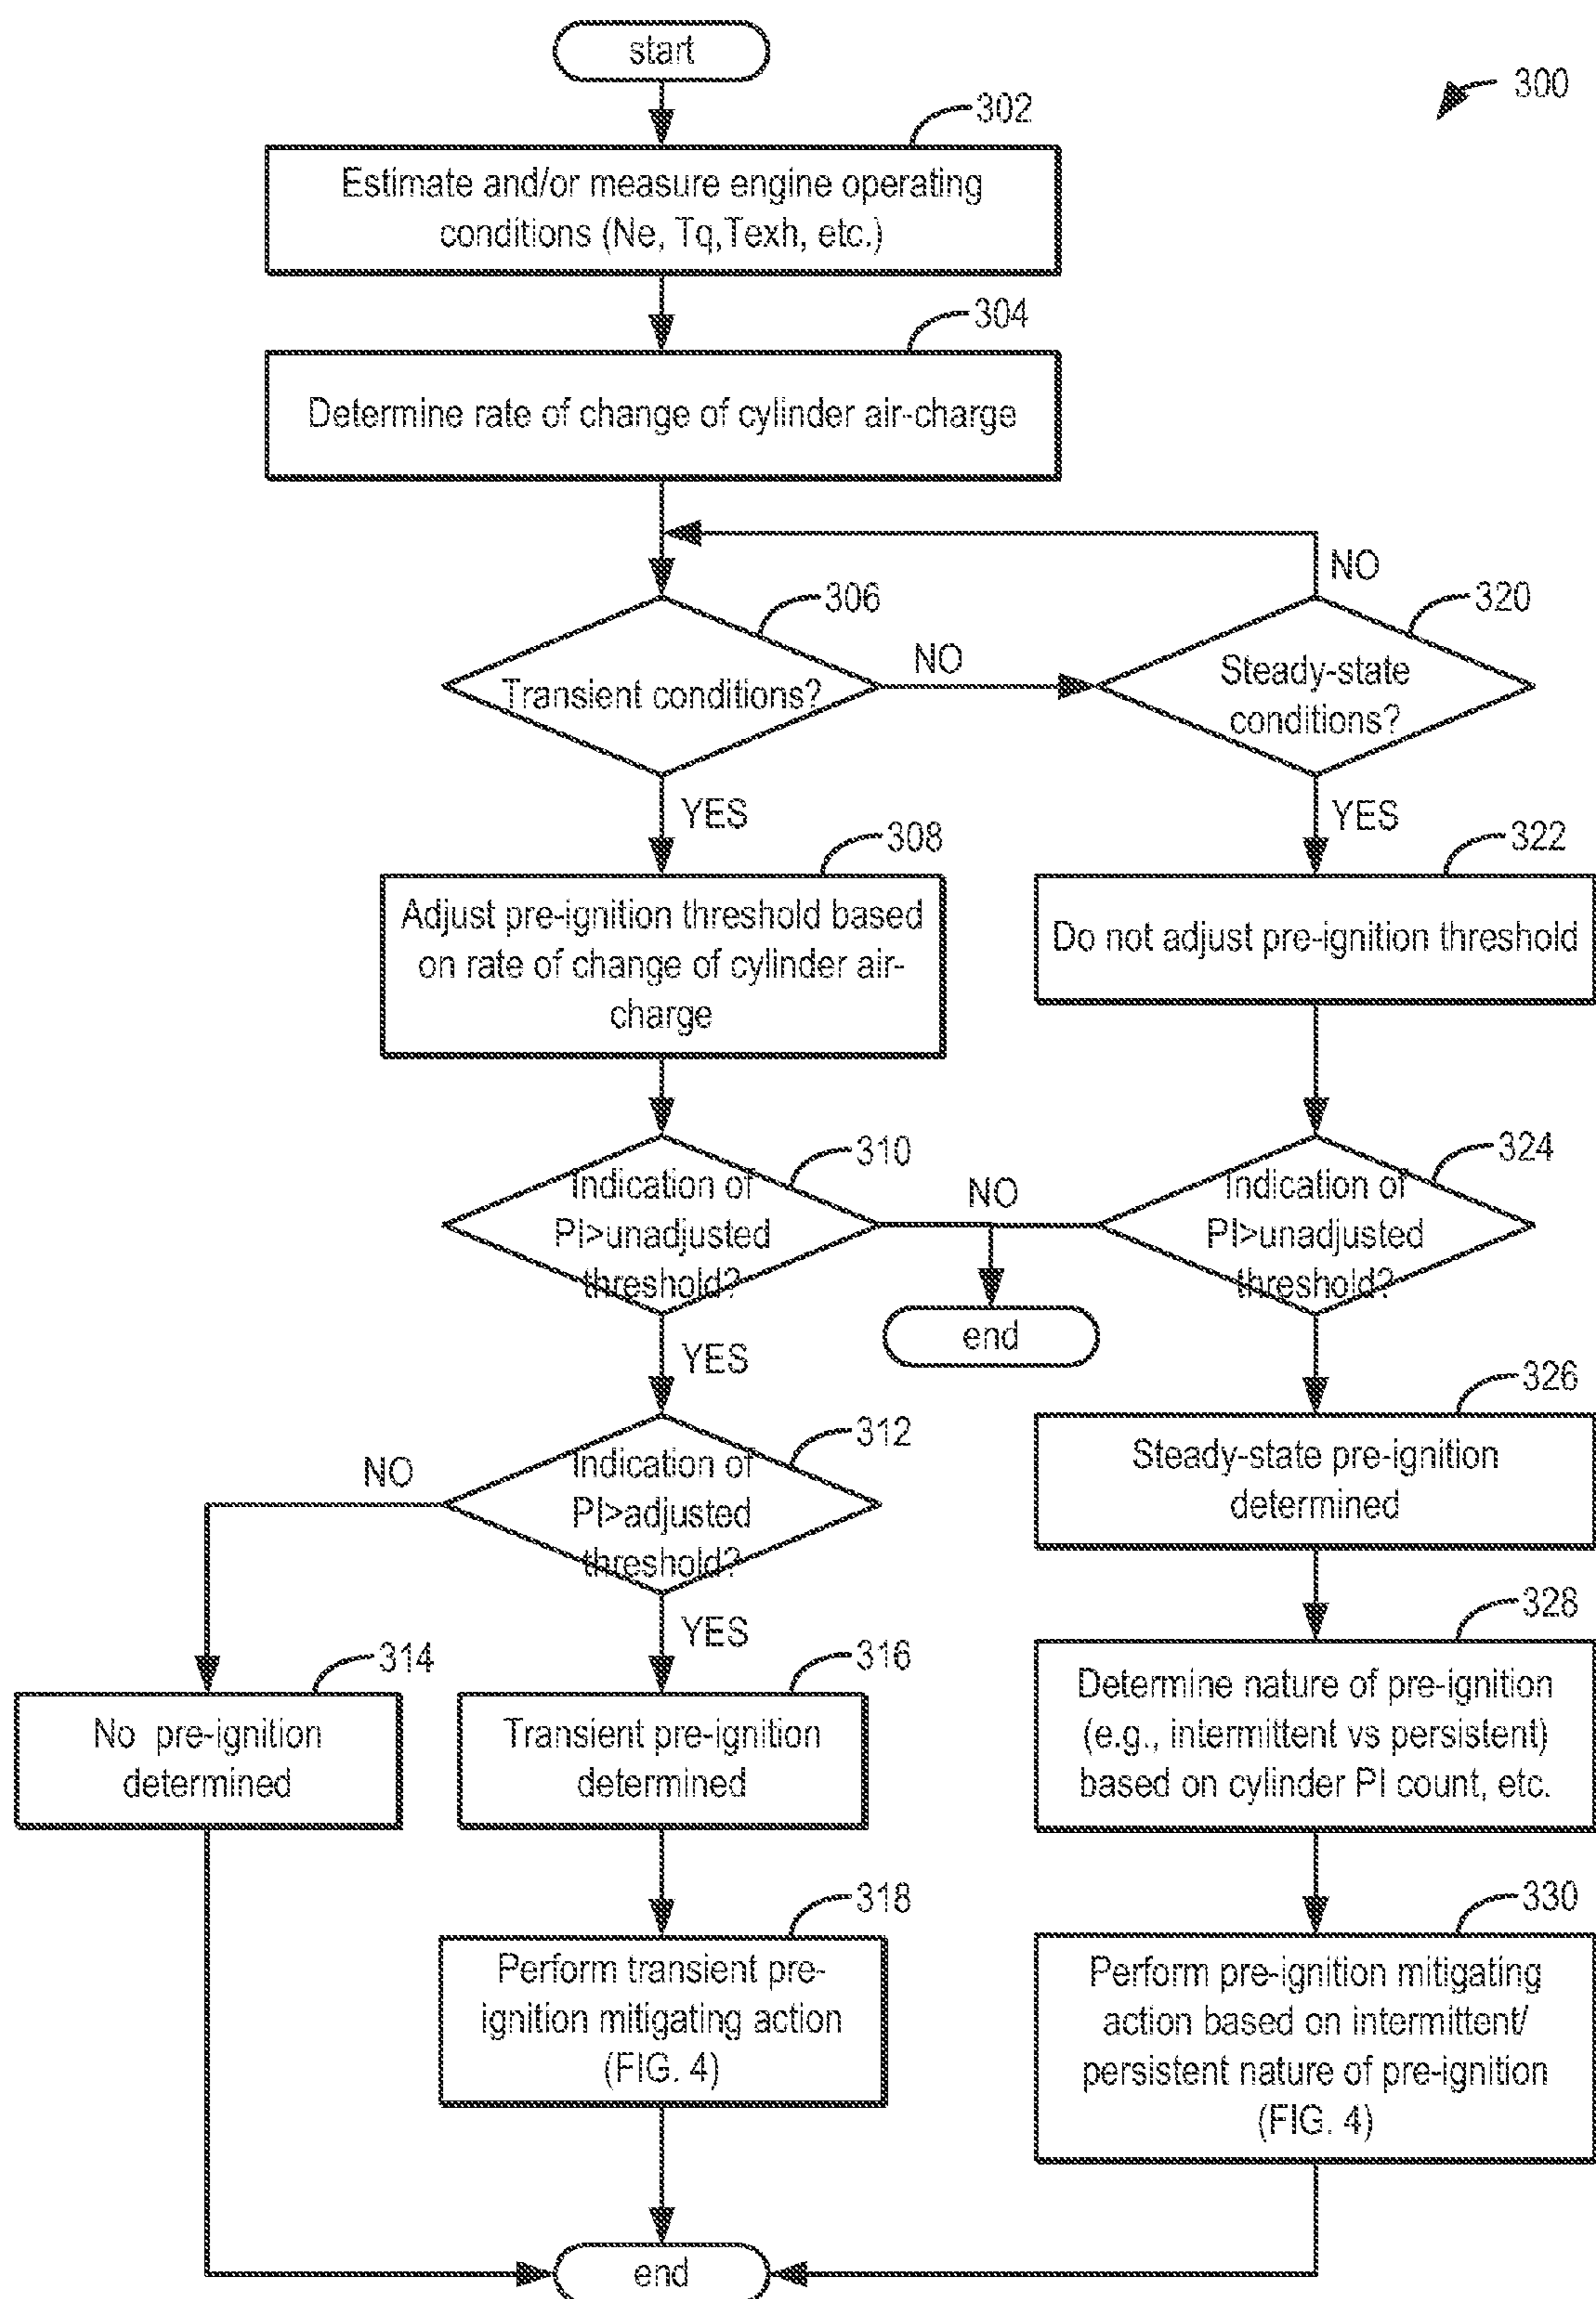 start
300
302
Estimate and/or measure engine operating
conditions (Ne, Tq,Texh, etc.)
304
Determine rate of change of cylinder air-charge
NO
306
320
Transient conditions?
NO
Steady-state
conditions?
YES
YES
308
322
Adjust pre-ignition threshold based
on rate of change of cylinder air-
charge
Do not adjust pre-ignition threshold
310
324
Indication of
PI>unadjusted
threshold?
NO
Indication of
PI>unadjusted
threshold?
end
YES
326
312
NO
Indication of
PI>adjusted
threshold?
Steady-state pre-ignition
determined
YES
328
314
316
No pre-ignition
determined
Transient pre-ignition
determined
Determine nature of pre-ignition
(e.g., intermittent vs persistent)
based on cylinder PI count, etc.
318
330
Perform transient pre-
ignition mitigating action
(FIG. 4)
Perform pre-ignition mitigating
action based on intermittent/
persistent nature of pre-ignition
(FIG. 4)
end